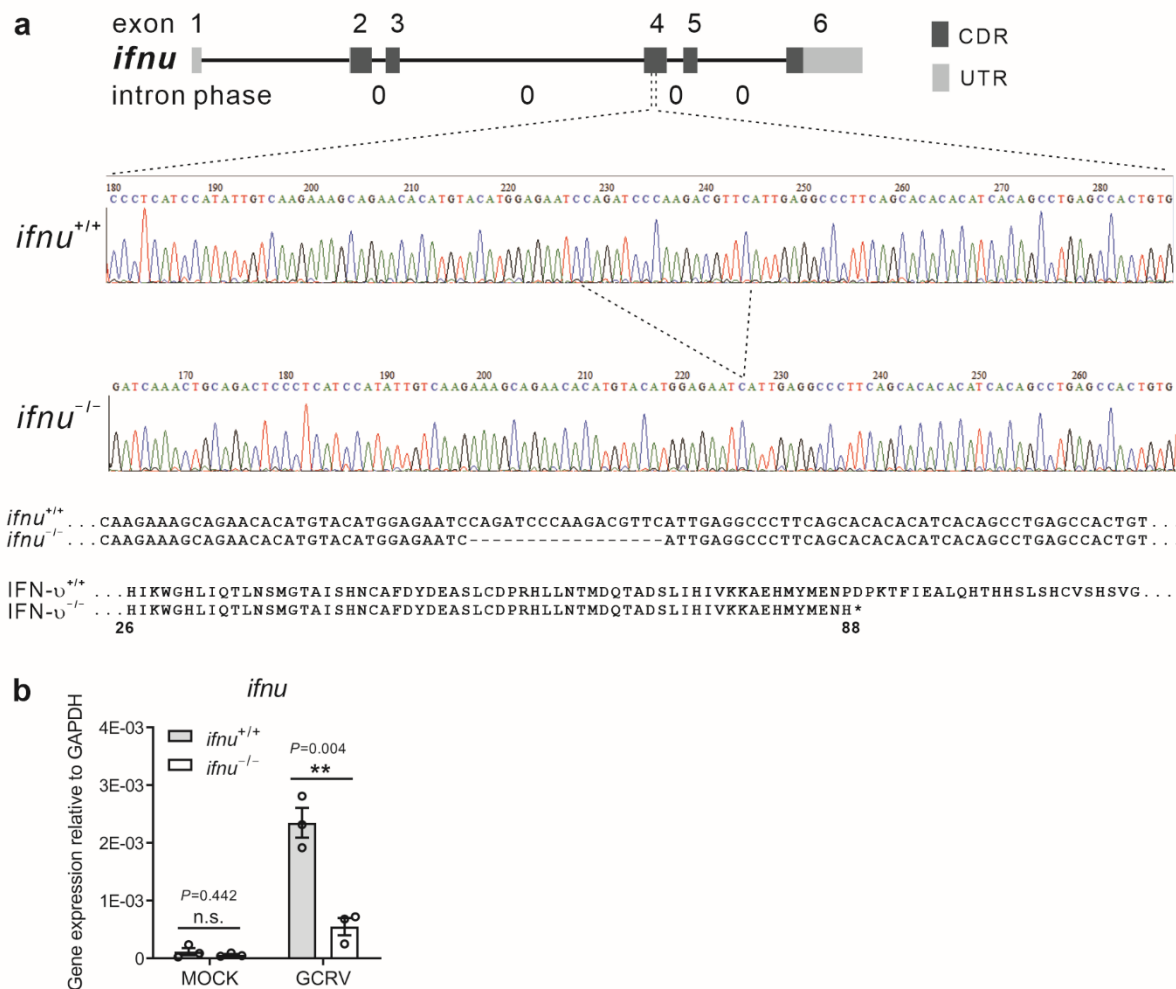 a
exon 1 2 3 4 5 6
ifnu
intron phase 0 0 0 0
CDR
UTR
180 190 200 210 220 230 240 250 260 270 280
CCCTCATCCATATTGTCAAGAAAGCAGAACACATGTACATGGAGAATCCAGATCCCAAGACGTTCATTGAGGCCCTTCAGCACACACATCACAGCCTGAGCCACTGTG
ifnu+/+
170 180 190 200 210 220 230 240 250 260
GATCAAACTGCAGACTCCCTCATCCATATTGTCAAGAAAGCAGAACACATGTACATGGAGAATCATTGAGGCCCTTCAGCACACACATCACAGCCTGAGCCACTGTG
ifnu−/−
ifnu+/+ ...CAAGAAAGCAGAACACATGTACATGGAGAATCCAGATCCCAAGACGTTCATTGAGGCCCTTCAGCACACACATCACAGCCTGAGCCACTGT...
ifnu−/− ...CAAGAAAGCAGAACACATGTACATGGAGAATC------------------ATTGAGGCCCTTCAGCACACACATCACAGCCTGAGCCACTGT...
IFN-υ+/+ ...HIKWGHLIQTLNSMGTAISHNCAFDYDEASLCDPRHLLNTMDQTADSLIHIVKKAEHMYMENPDPKTFIEALQHTHHSLSHCVSHSVG...
IFN-υ−/− ...HIKWGHLIQTLNSMGTAISHNCAFDYDEASLCDPRHLLNTMDQTADSLIHIVKKAEHMYMENH*
26 88
b
ifnu
Gene expression relative to GAPDH
4E-03
3E-03
2E-03
1E-03
0
ifnu+/+
ifnu−/−
P=0.442
n.s.
P=0.004
**
MOCK GCRV